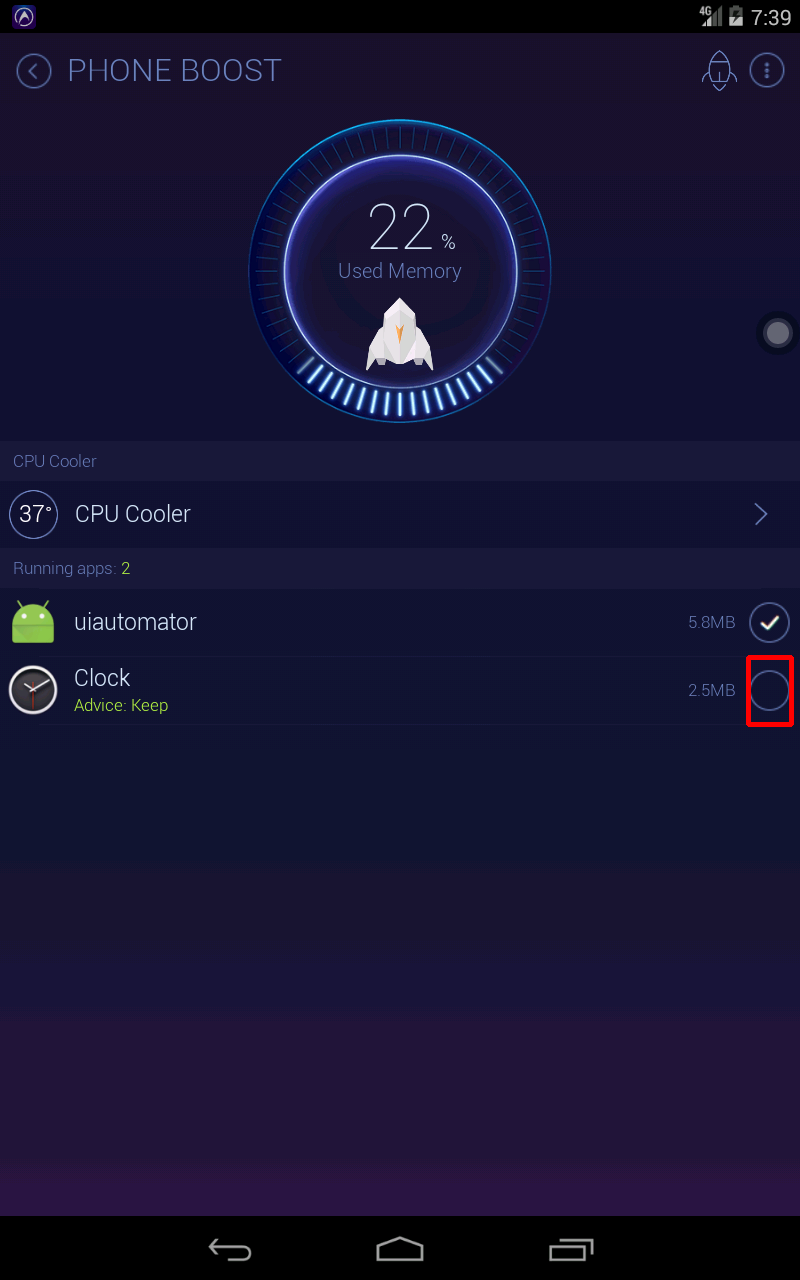 4G 7:39
PHONE BOOST
22 %
Used Memory
CPU Cooler
37° CPU Cooler
Running apps: 2
uiautomator 5.8MB
Clock
Advice: Keep 2.5MB